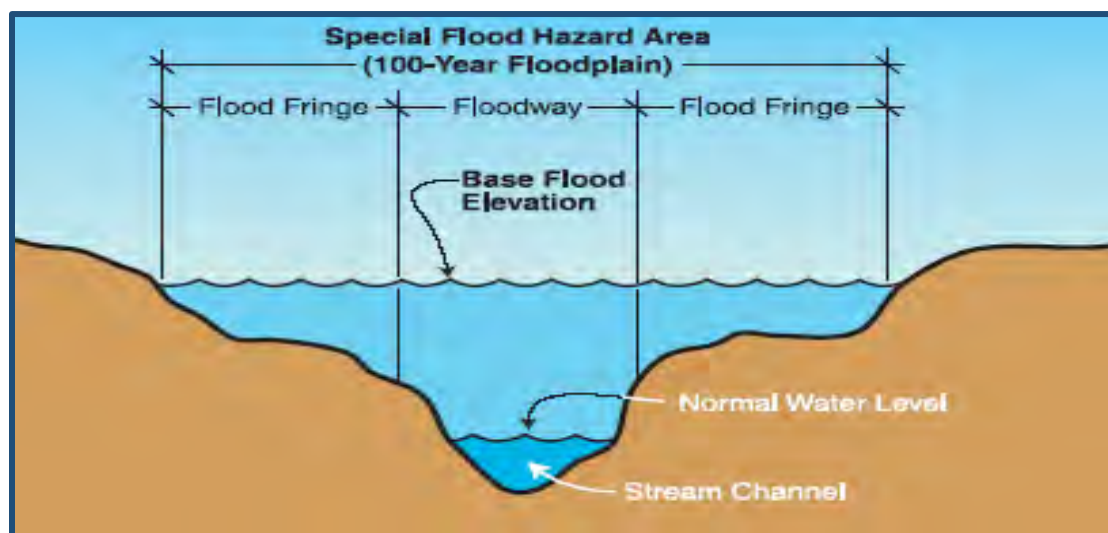 Special Flood Hazard Area
(100-Year Floodplain)
Flood Fringe
Floodway
Flood Fringe
Base Flood
Elevation
Normal Water Level
Stream Channel